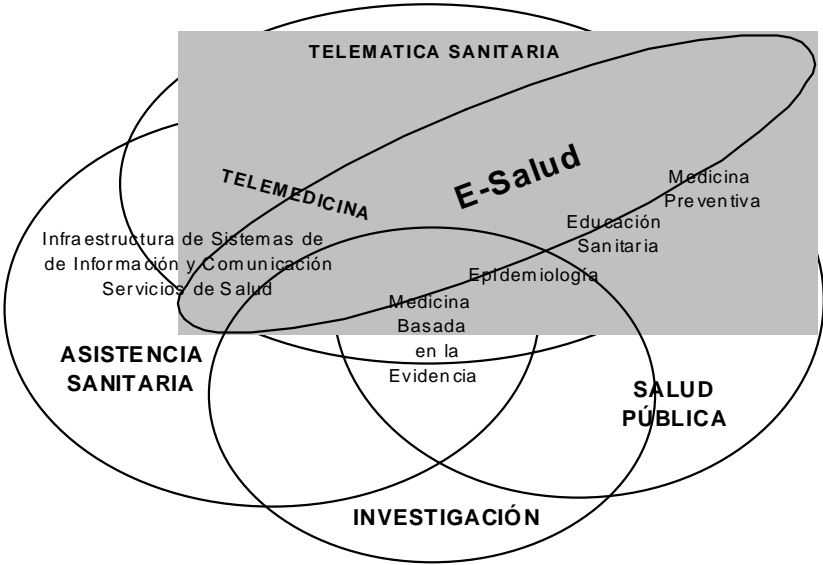 TELEMATICA SANITARIA
TELEMEDICINA
E-Salud
Medicina
Preventiva
Educación
Sanitaria
Epidemiología
Infraestructura de Sistemas de
de Información y Comunicación
Servicios de Salud
Medicina
Basada
en la
Evidencia
ASISTENCIA
SANITARIA
SALUD
PÚBLICA
INVESTIGACIÓN